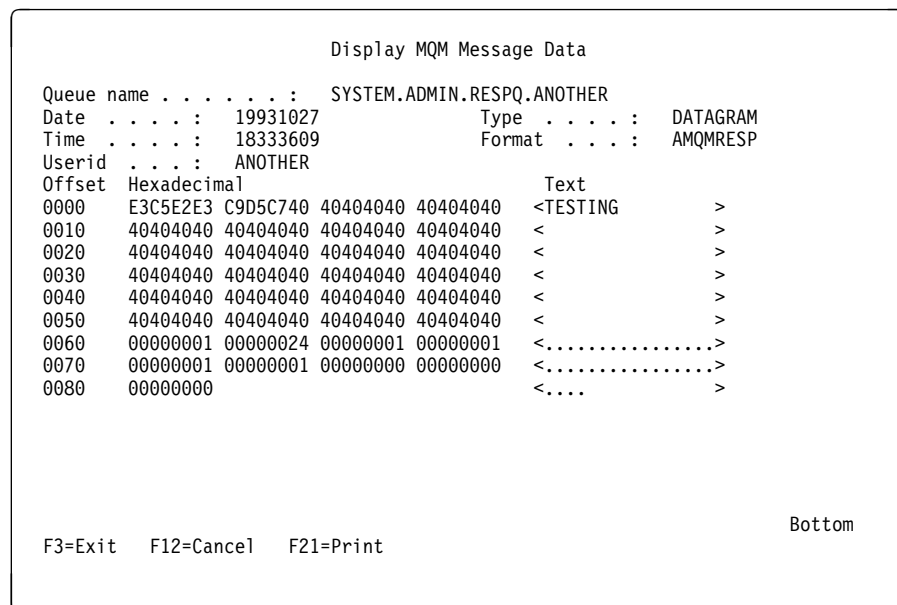 Display MQM Message Data
Queue name . . . . . . : SYSTEM.ADMIN.RESPQ.ANOTHER
Date . . . . : 19931027 Type . . . . : DATAGRAM
Time . . . . : 18333609 Format . . . : AMQMRESP
Userid . . . : ANOTHER
Offset Hexadecimal Text
0000 E3C5E2E3 C9D5C740 40404040 40404040 <TESTING >
0010 40404040 40404040 40404040 40404040 < >
0020 40404040 40404040 40404040 40404040 < >
0030 40404040 40404040 40404040 40404040 < >
0040 40404040 40404040 40404040 40404040 < >
0050 40404040 40404040 40404040 40404040 < >
0060 00000001 00000024 00000001 00000001 <................>
0070 00000001 00000001 00000000 00000000 <................>
0080 00000000 <.... >
Bottom
F3=Exit F12=Cancel F21=Print